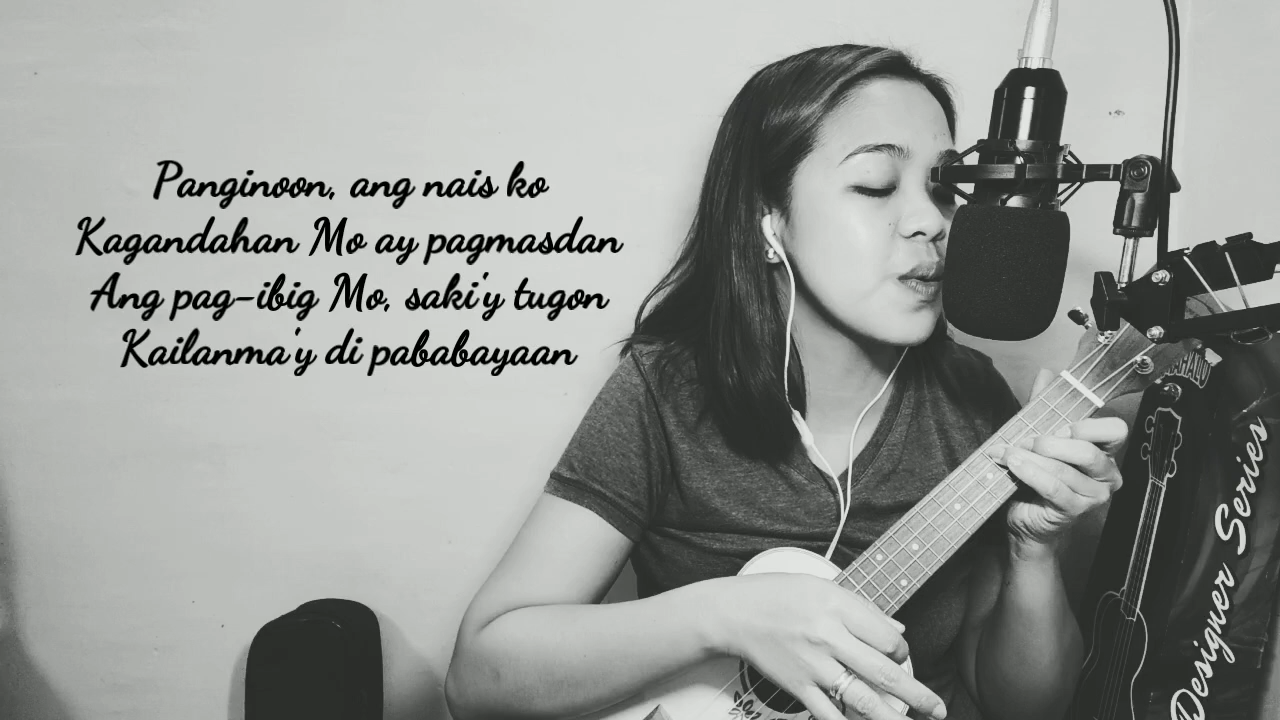 Panginoon, ang nais ko
Kagandahan Mo ay pagmasdan
Ang pag-ibig Mo, saki'y tugon
Kailanma'y di pababayaan
MAHALO
Designer Series